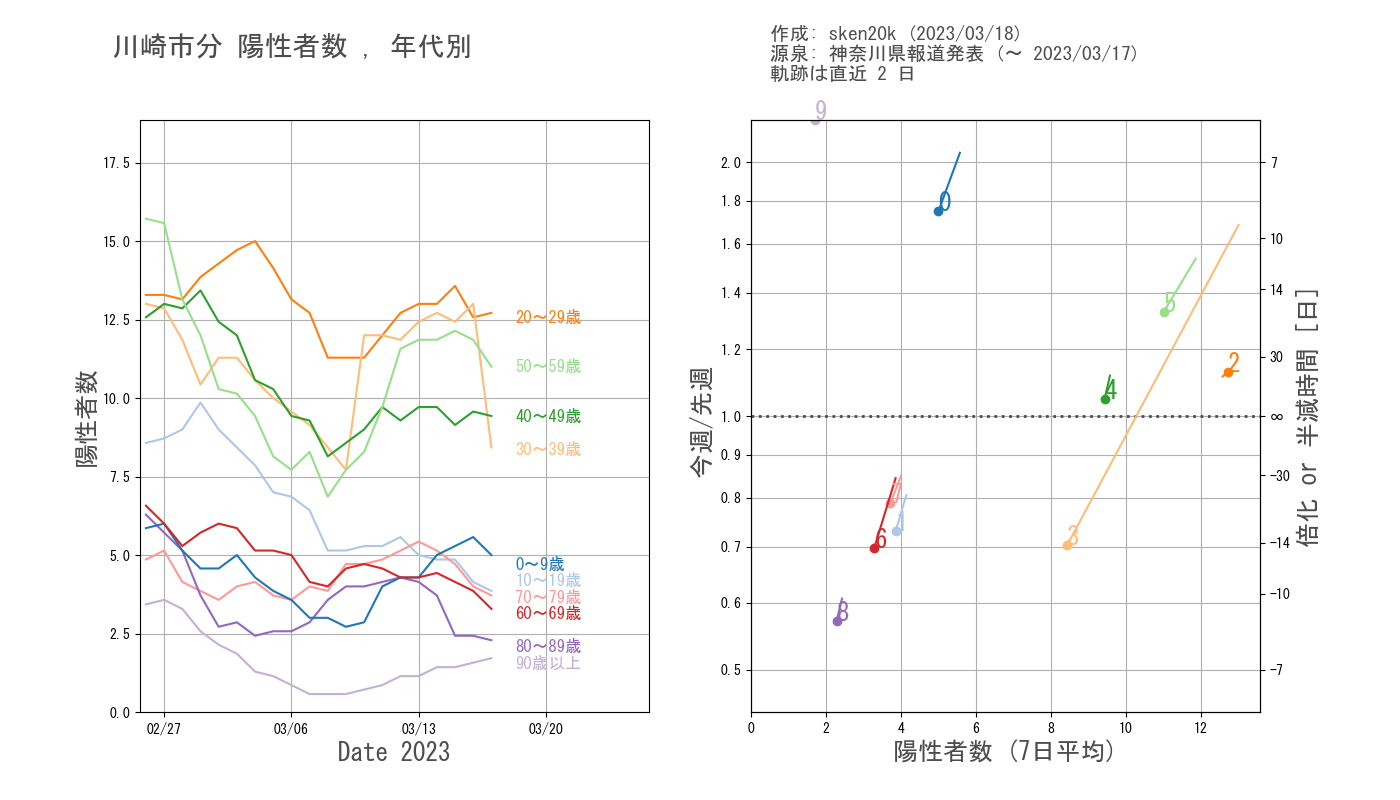 川崎市分 陽性者数 , 年代別
作成: sken20k (2023/03/18)
源泉: 神奈川県報道発表 (～ 2023/03/17)
軌跡は直近 2 日
陽性者数
17.5
15.0
12.5
10.0
7.5
5.0
2.5
0.0
02/27
03/06
03/13
03/20
Date 2023
20～29歳
50～59歳
40～49歳
30～39歳
0～9歳
10～19歳
70～79歳
60～69歳
80～89歳
90歳以上
今週/先週
2.0
1.8
1.6
1.4
1.2
1.0
0.9
0.8
0.7
0.6
0.5
0
2
4
6
8
10
12
陽性者数 (7日平均)
9
0
5
2
4
7
1
6
3
8
7
10
14
30
∞
−30
−14
−10
−7
倍化 or 半減時間 [日]